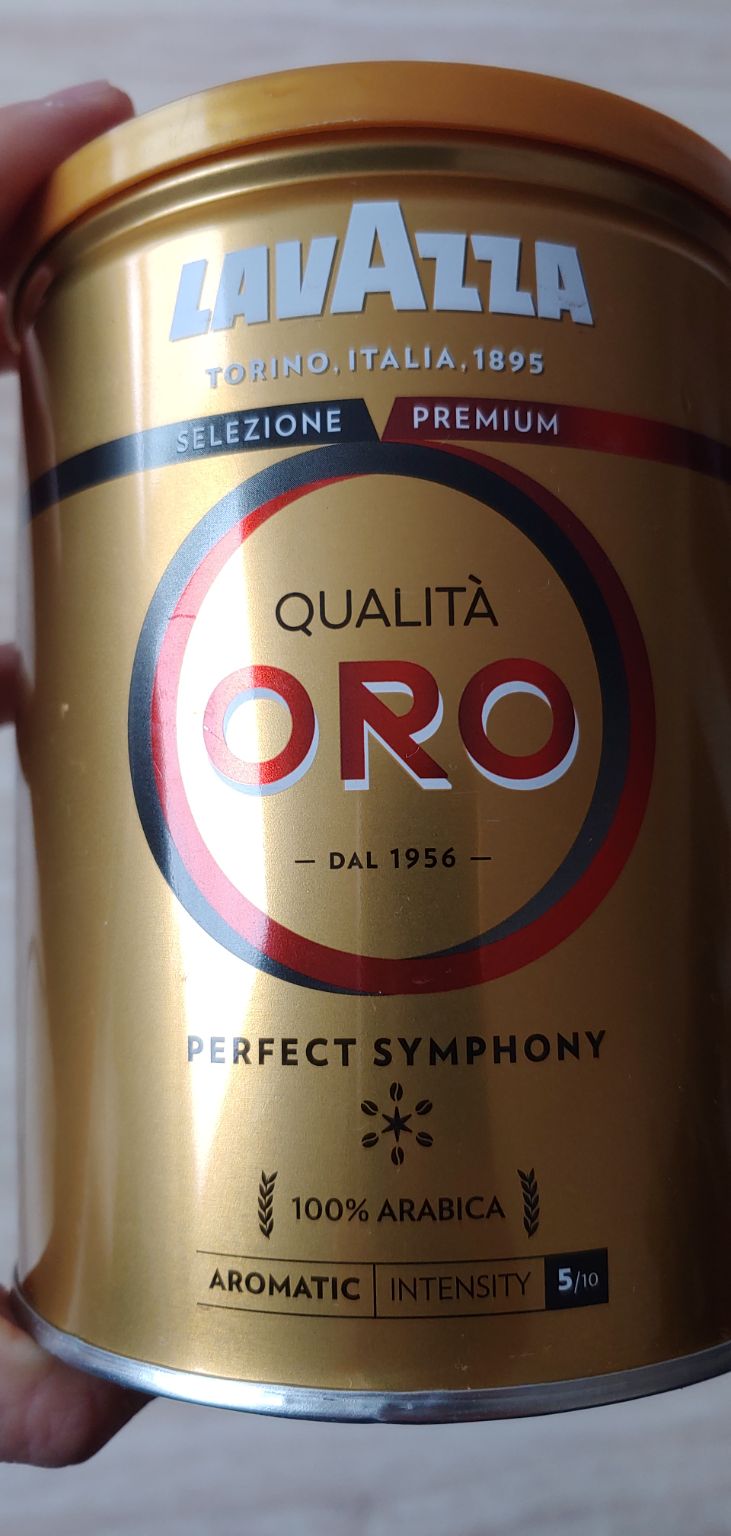 LAVAZZA
TORINO, ITALIA, 1895
SELEZIONE PREMIUM
QUALITÀ
ORO
— DAL 1956 —
PERFECT SYMPHONY
100% ARABICA
AROMATIC INTENSITY 5/10